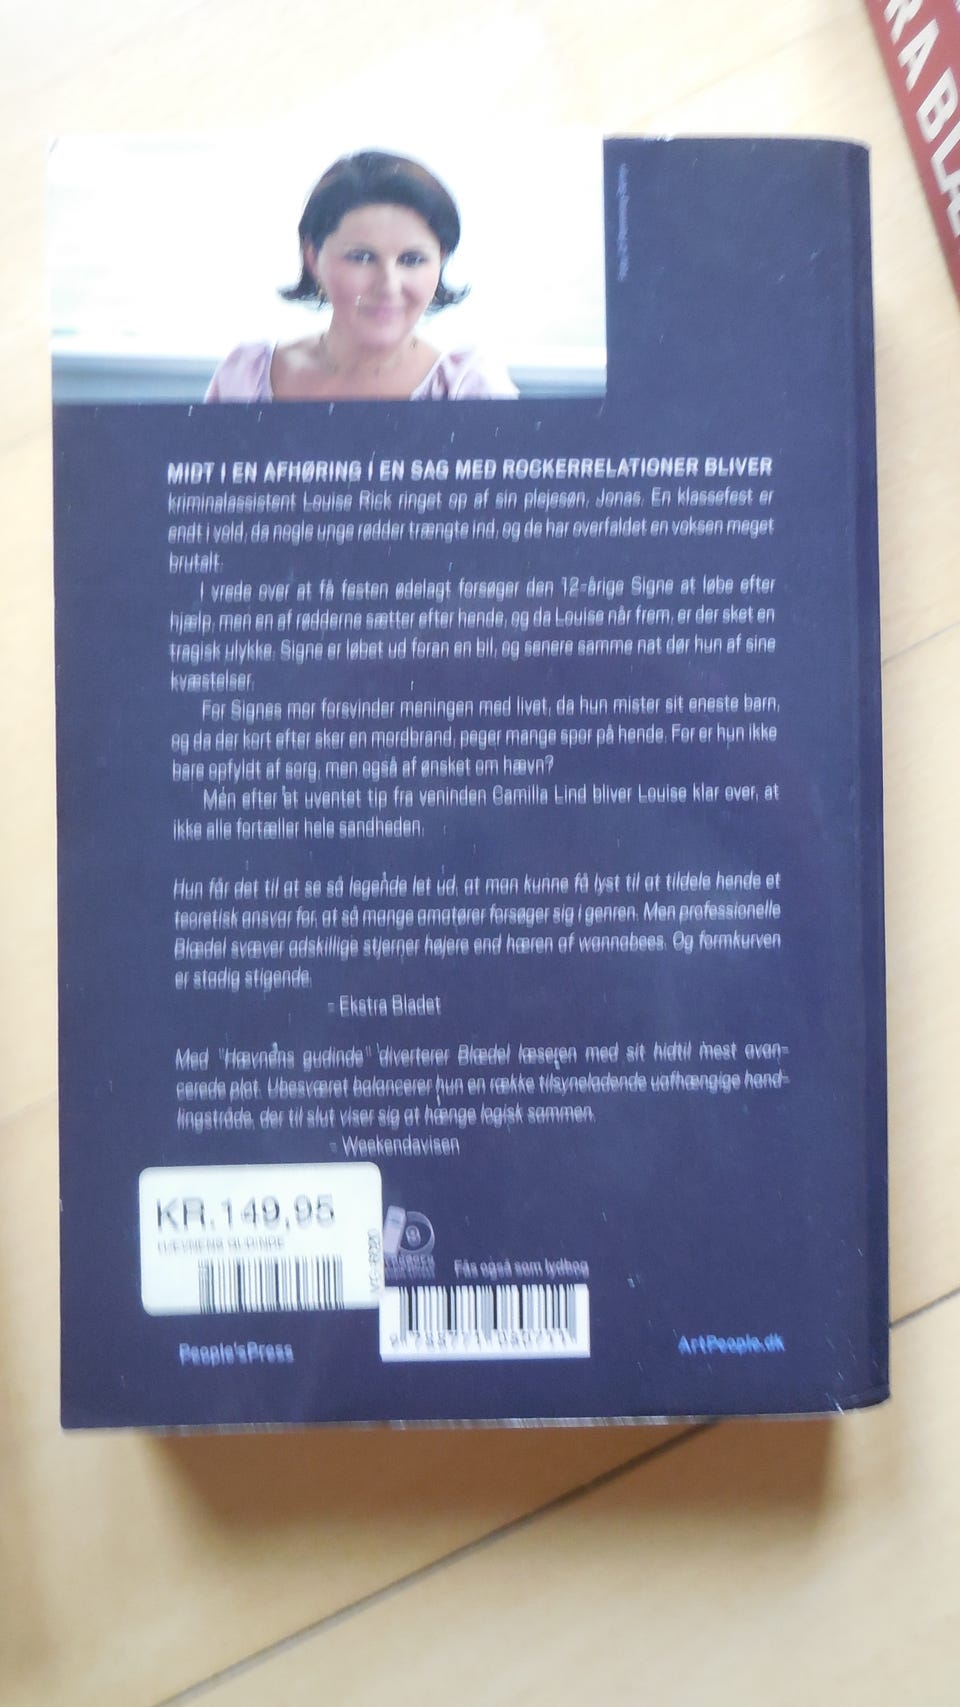 RA BLÆ
MIDT I EN AFHØRING I EN SAG MED ROCKERRELATIONER BLIVER
kriminalassistent Louise Rick ringet op af sin plejesøn, Jonas. En klassefest er
endt i vold, da nogle unge rødder trængte ind, og de har overfaldet en voksen meget
brutalt.
I vrede over at få festen ødelagt forsøger den 12-årige Signe at løbe efter
hjælp, men en af rødderne sætter efter hende, og da Louise når frem, er der sket en
tragisk ulykke. Signe er løbet ud foran en bil, og senere samme nat dør hun af sine
kvæstelser.
For Signes mor forsvinder meningen med livet, da hun mister sit eneste barn,
og da der kort efter sker en mordbrand, peger mange spor på hende. For er hun ikke
bare opfyldt af sorg, men også af ønsket om hævn?
Men efter et uventet tip fra veninden Camilla Lind bliver Louise klar over, at
ikke alle fortæller hele sandheden.
Hun får det til at se så legende let ud, at man kunne få lyst til at tildele hende et
teoretisk ansvar for, at så mange amatører forsøger sig i genren. Men professionelle
Blædel svæver adskillige stjerner højere end hæren af wannabees. Og formkurven
er stadig stigende.
- Ekstra Bladet
Med "Hævnens gudinde" diverterer Blædel læseren med sit hidtil mest avan-
cerede plot. Ubesværet balancerer hun en række tilsyneladende uafhængige hand-
lingstråde, der til slut viser sig at hænge logisk sammen.
- Weekendavisen
KR. 149,95
HÆVNENS GUDINDE
Fås også som lydbog
People'sPress
ArtPeople.dk